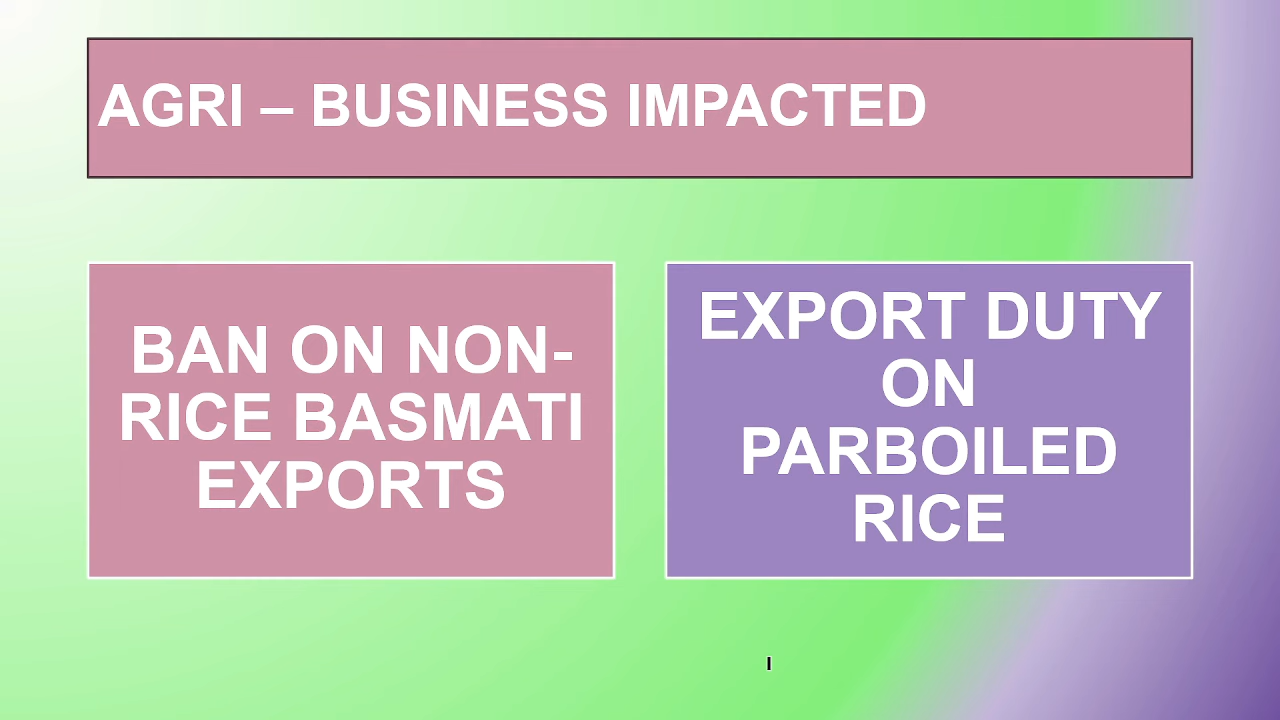 AGRI – BUSINESS IMPACTED
BAN ON NON-
RICE BASMATI
EXPORTS
EXPORT DUTY
ON
PARBOILED
RICE